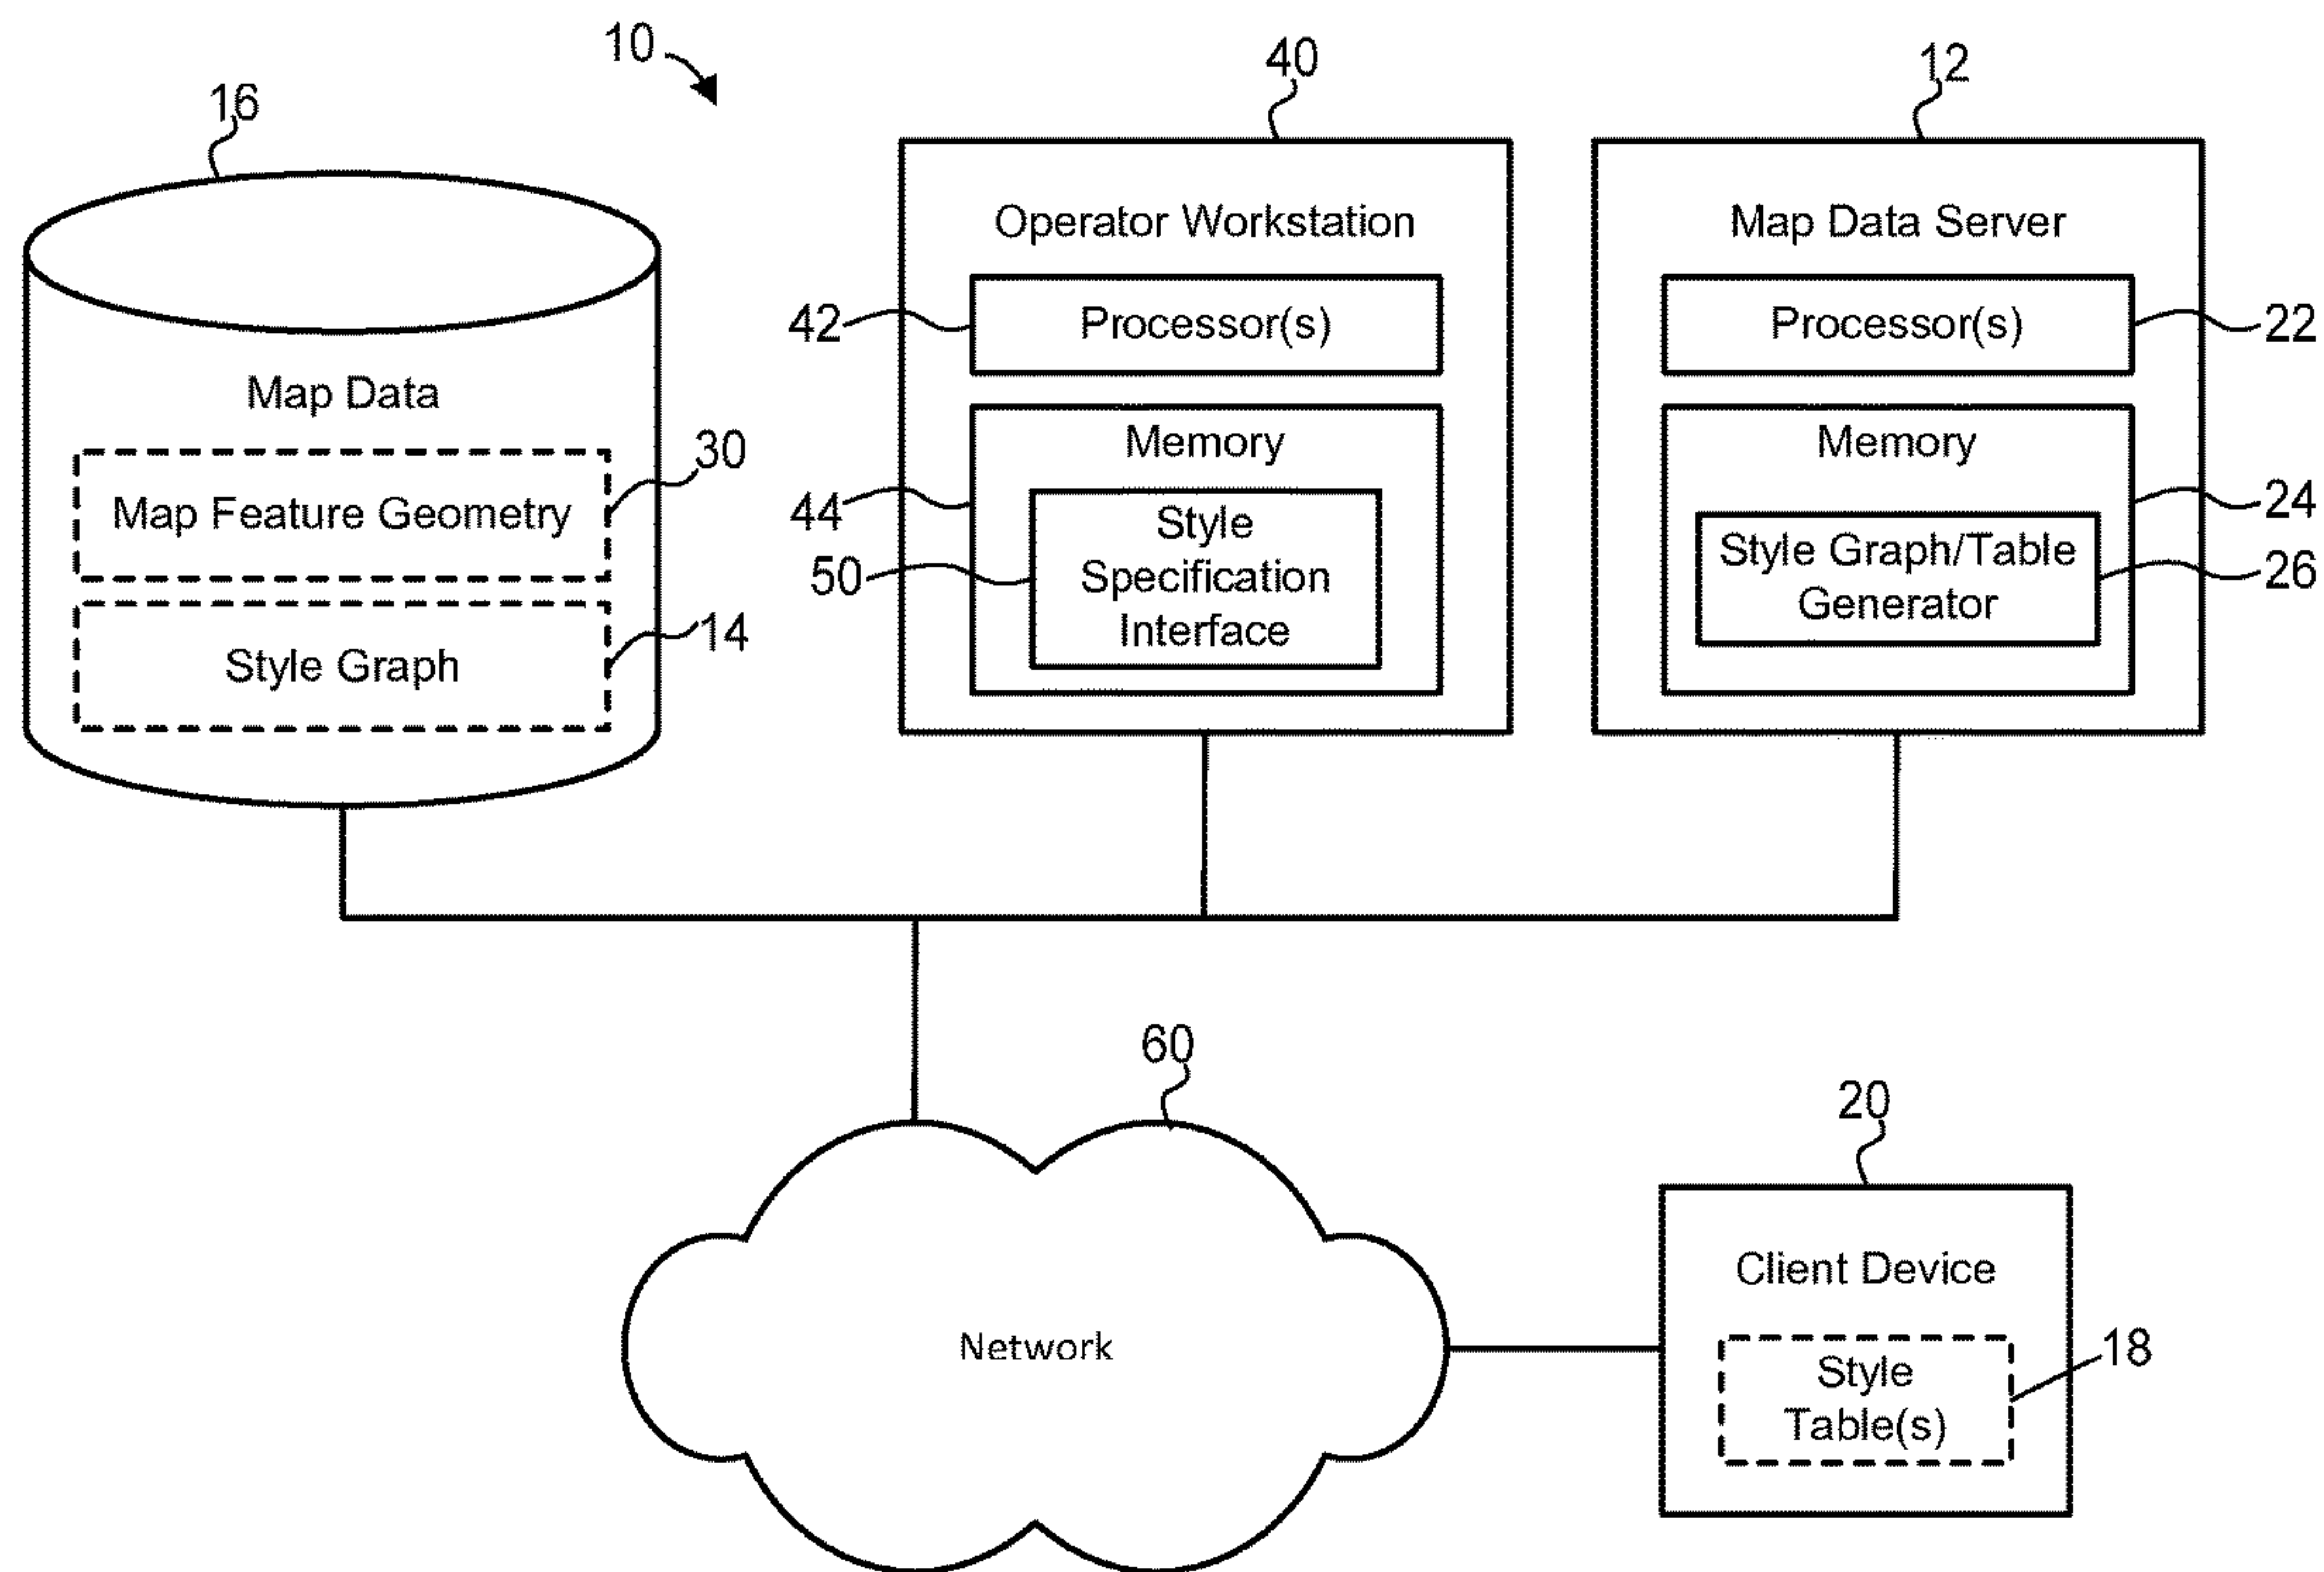 10
16
Map Data
Map Feature Geometry
30
Style Graph
14
40
Operator Workstation
42
Processor(s)
Memory
44
Style
Specification
Interface
50
12
Map Data Server
Processor(s)
22
Memory
24
Style Graph/Table
Generator
26
60
Network
20
Client Device
Style
Table(s)
18